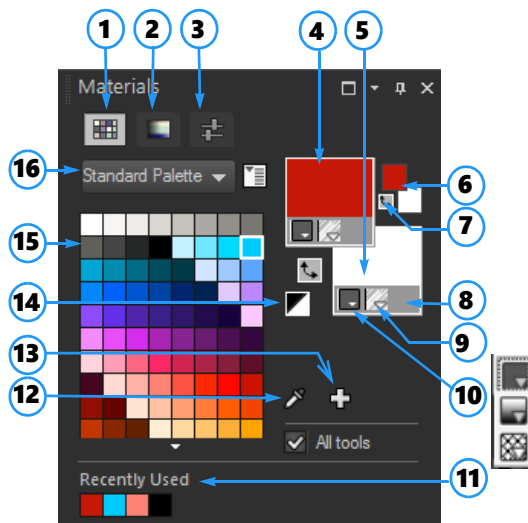 1 2 3 4 5
Materials
16 Standard Palette 6
7
15
14 8
9
13
12 10
All tools
Recently Used 11